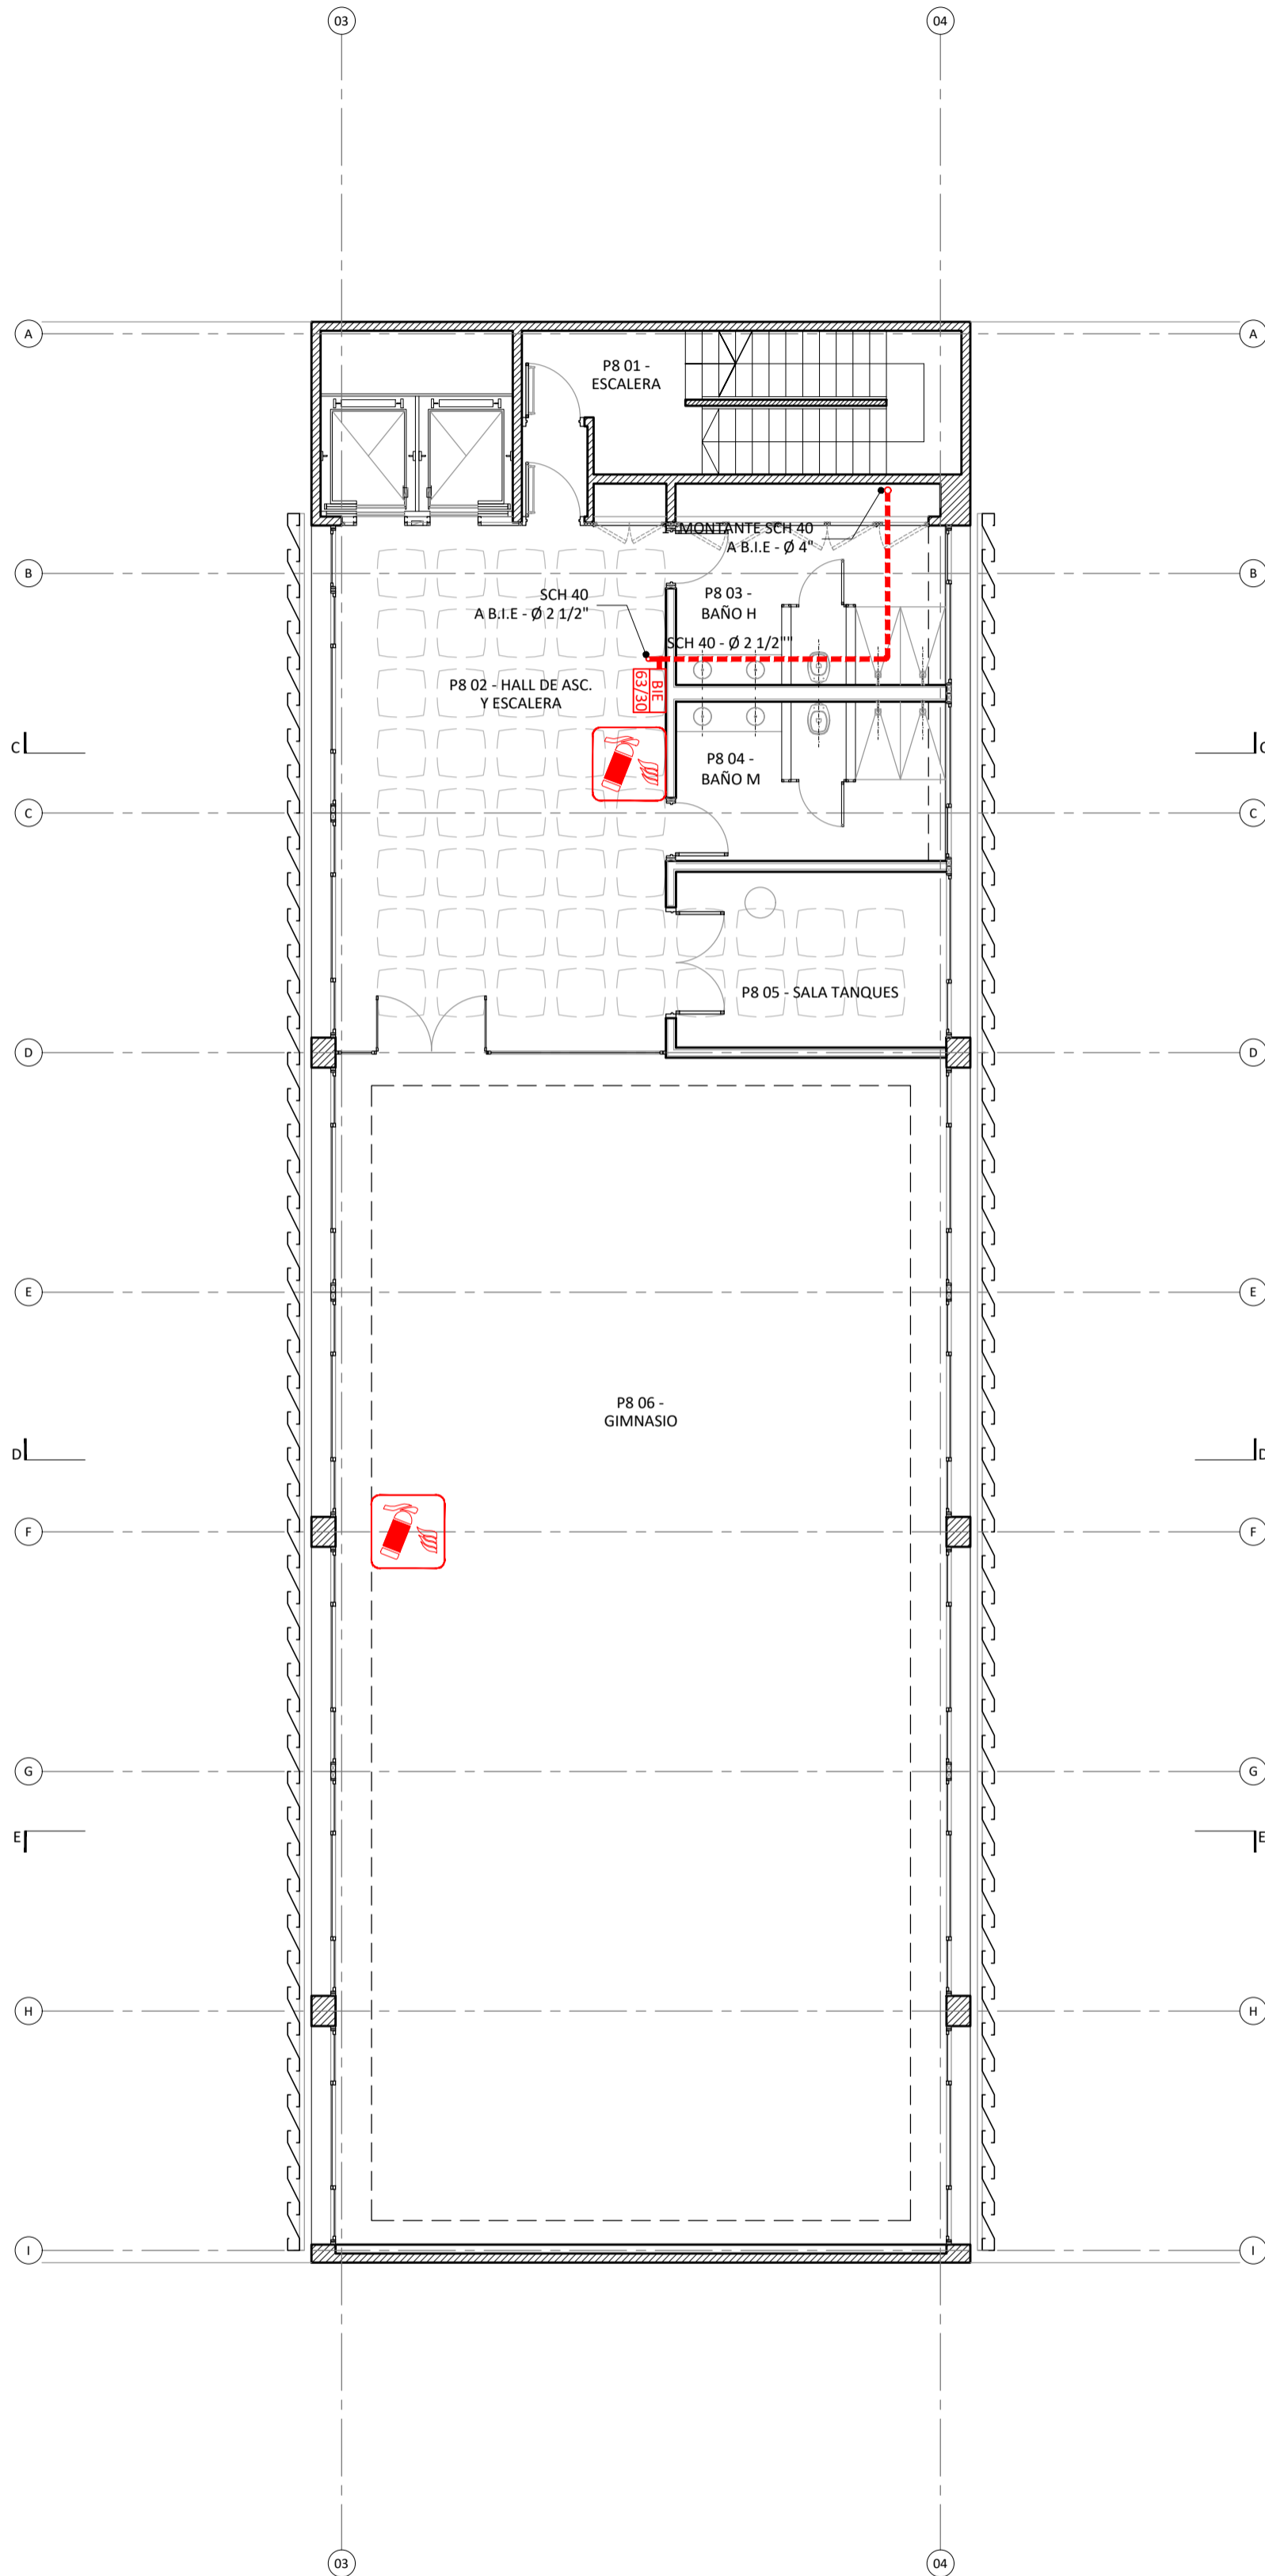 03
04
A
A
P8 01 -
ESCALERA
1 MONTANTE SCH 40
A B.I.E - Ø 4"
B
B
SCH 40
A B.I.E - Ø 2 1/2"
P8 03 -
BAÑO H
SCH 40 - Ø 2 1/2""
BIE
63/30
P8 02 - HALL DE ASC.
Y ESCALERA
C
C
P8 04 -
BAÑO M
C
C
P8 05 - SALA TANQUES
D
D
E
E
P8 06 -
GIMNASIO
D
D
F
F
G
G
E
E
H
H
I
I
03
04